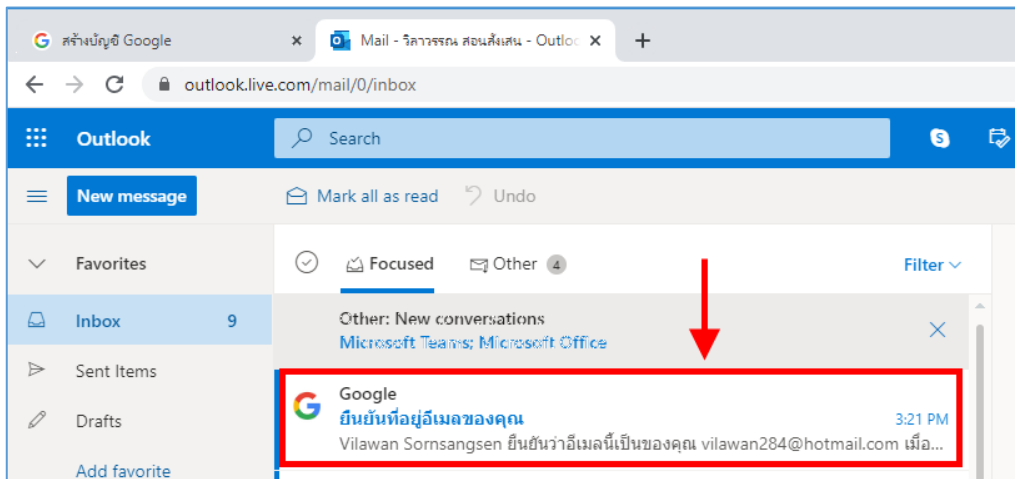 สร้างบัญชี Google
Mail - วิลาวรรณ สอนสังเสน - Outloc
outlook.live.com/mail/0/inbox
Outlook
Search
New message
Mark all as read
Undo
Favorites
Focused
Other 4
Filter
Inbox 9
Other: New conversations
Microsoft Teams; Microsoft Office
Sent Items
Google
ยืนยันที่อยู่อีเมลของคุณ 3:21 PM
Drafts
Vilawan Sornsangsen ยืนยันว่าอีเมลนี้เป็นของคุณ vilawan284@hotmail.com เมื่อ...
Add favorite